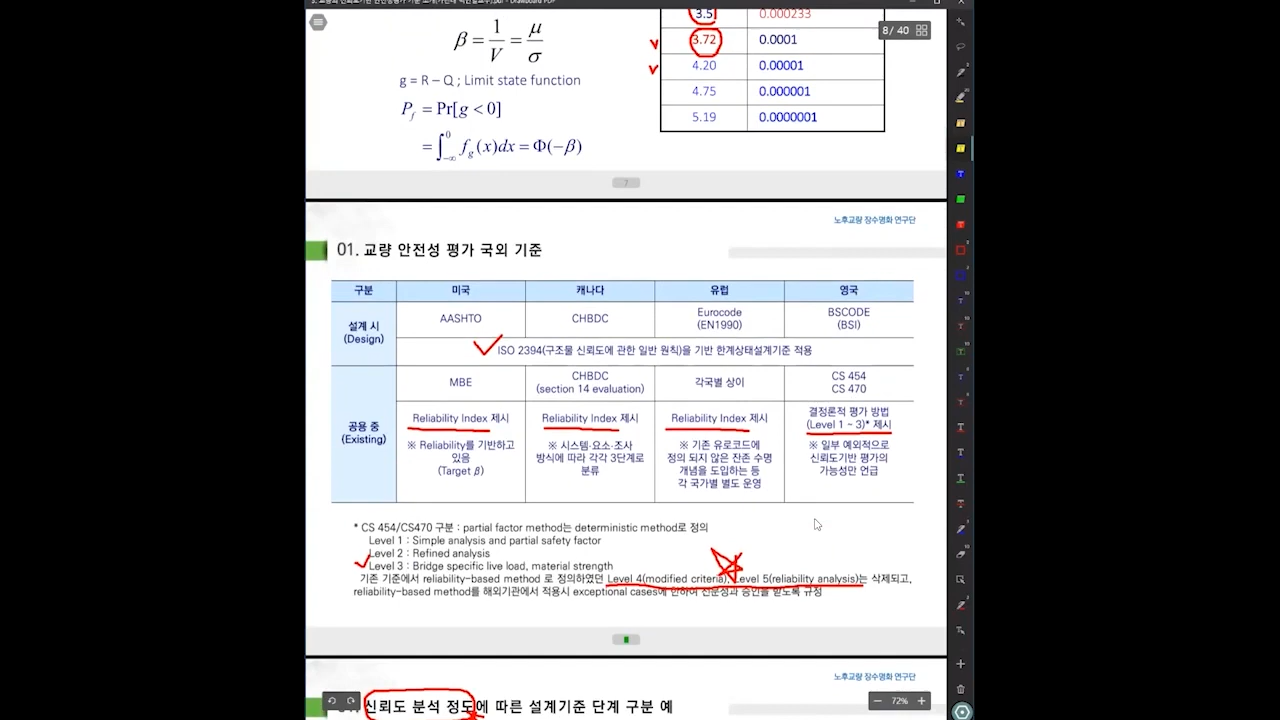 8 / 40
β = 1/V = μ/σ
g = R – Q ; Limit state function
P_f = Pr[g < 0]
= ∫_{-∞}^{0} f_g(x)dx = Φ(-β)
3.5 0.000233
3.72 0.0001
4.20 0.00001
4.75 0.000001
5.19 0.0000001
7
노후교량 장수명화 연구단
01. 교량 안전성 평가 국외 기준
구분 미국 캐나다 유럽 영국
설계 시
(Design)
AASHTO
CHBDC
Eurocode
(EN1990)
BSCODE
(BSI)
ISO 2394(구조물 신뢰도에 관한 일반 원칙)을 기반 한계상태설계기준 적용
공용 중
(Existing)
MBE
CHBDC
(section 14 evaluation)
각국별 상이
CS 454
CS 470
Reliability Index 제시
※ Reliability를 기반하고
있음
(Target β)
Reliability Index 제시
※ 시스템·요소·조사
방식에 따라 각각 3단계로
분류
Reliability Index 제시
※ 기존 유로코드에
정의 되지 않은 잔존 수명
개념을 도입하는 등
각 국가별 별도 운영
결정론적 평가 방법
(Level 1 ~ 3)* 제시
※ 일부 예외적으로
신뢰도기반 평가의
가능성만 언급
* CS 454/CS470 구분 : partial factor method는 deterministic method로 정의
Level 1 : Simple analysis and partial safety factor
Level 2 : Refined analysis
Level 3 : Bridge specific live load, material strength
기존 기준에서 reliability-based method 로 정의하였던 Level 4(modified criteria), Level 5(reliability analysis)는 삭제되고,
reliability-based method를 해외기관에서 적용시 exceptional cases에 한하여 전문성과 승인을 받도록 규정
노후교량 장수명화 연구단
신뢰도 분석 정도에 따른 설계기준 단계 구분 예
72%